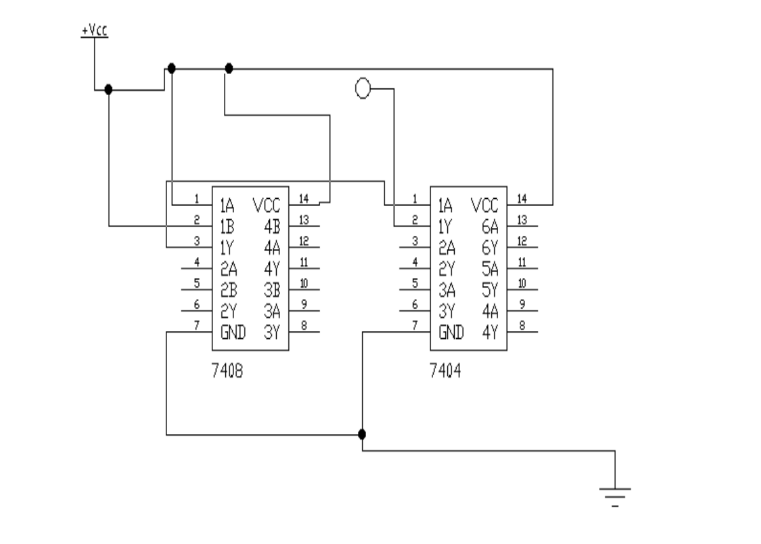 +Vcc
1 1A VCC 14
2 1B 4B 13
3 1Y 4A 12
4 2A 4Y 11
5 2B 3B 10
6 2Y 3A 9
7 GND 3Y 8
7408
1 1A VCC 14
2 1Y 6A 13
3 2A 6Y 12
4 2Y 5A 11
5 3A 5Y 10
6 3Y 4A 9
7 GND 4Y 8
7404